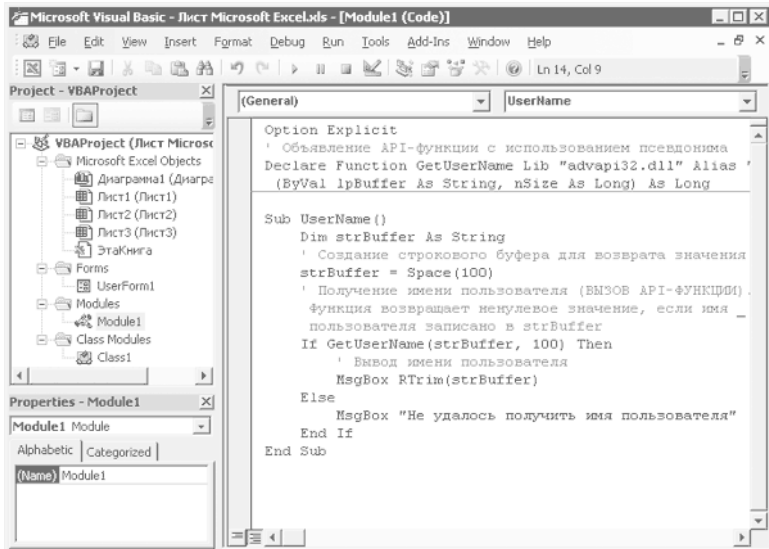 Microsoft Visual Basic - Лист Microsoft Excel.xls - [Module1 (Code)]
File Edit View Insert Format Debug Run Tools Add-Ins Window Help
Ln 14, Col 9
Project - VBAProject
VBAProject (Лист Microsc
Microsoft Excel Objects
Диаграмма1 (Диагра
Лист1 (Лист1)
Лист2 (Лист2)
Лист3 (Лист3)
ЭтаКнига
Forms
UserForm1
Modules
Module1
Class Modules
Class1
Properties - Module1
Module1 Module
Alphabetic Categorized
(Name) Module1
(General) UserName
Option Explicit
' Объявление API-функции с использованием псевдонима
Declare Function GetUserName Lib "advapi32.dll" Alias "
(ByVal lpBuffer As String, nSize As Long) As Long
Sub UserName()
Dim strBuffer As String
' Создание строкового буфера для возврата значения
strBuffer = Space(100)
' Получение имени пользователя (ВЫЗОВ API-ФУНКЦИИ).
Функция возвращает ненулевое значение, если имя _
пользователя записано в strBuffer
If GetUserName(strBuffer, 100) Then
' Вывод имени пользователя
MsgBox RTrim(strBuffer)
Else
MsgBox "Не удалось получить имя пользователя"
End If
End Sub